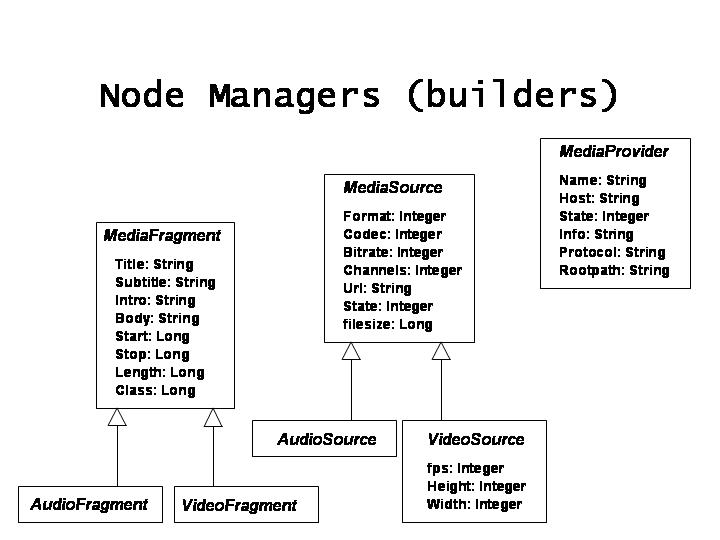 Node Managers (builders)
MediaProvider
Name: String
Host: String
State: Integer
Info: String
Protocol: String
Rootpath: String
MediaSource
Format: Integer
Codec: Integer
Bitrate: Integer
Channels: Integer
Url: String
State: Integer
filesize: Long
MediaFragment
Title: String
Subtitle: String
Intro: String
Body: String
Start: Long
Stop: Long
Length: Long
Class: Long
AudioSource
VideoSource
fps: Integer
Height: Integer
Width: Integer
AudioFragment
VideoFragment